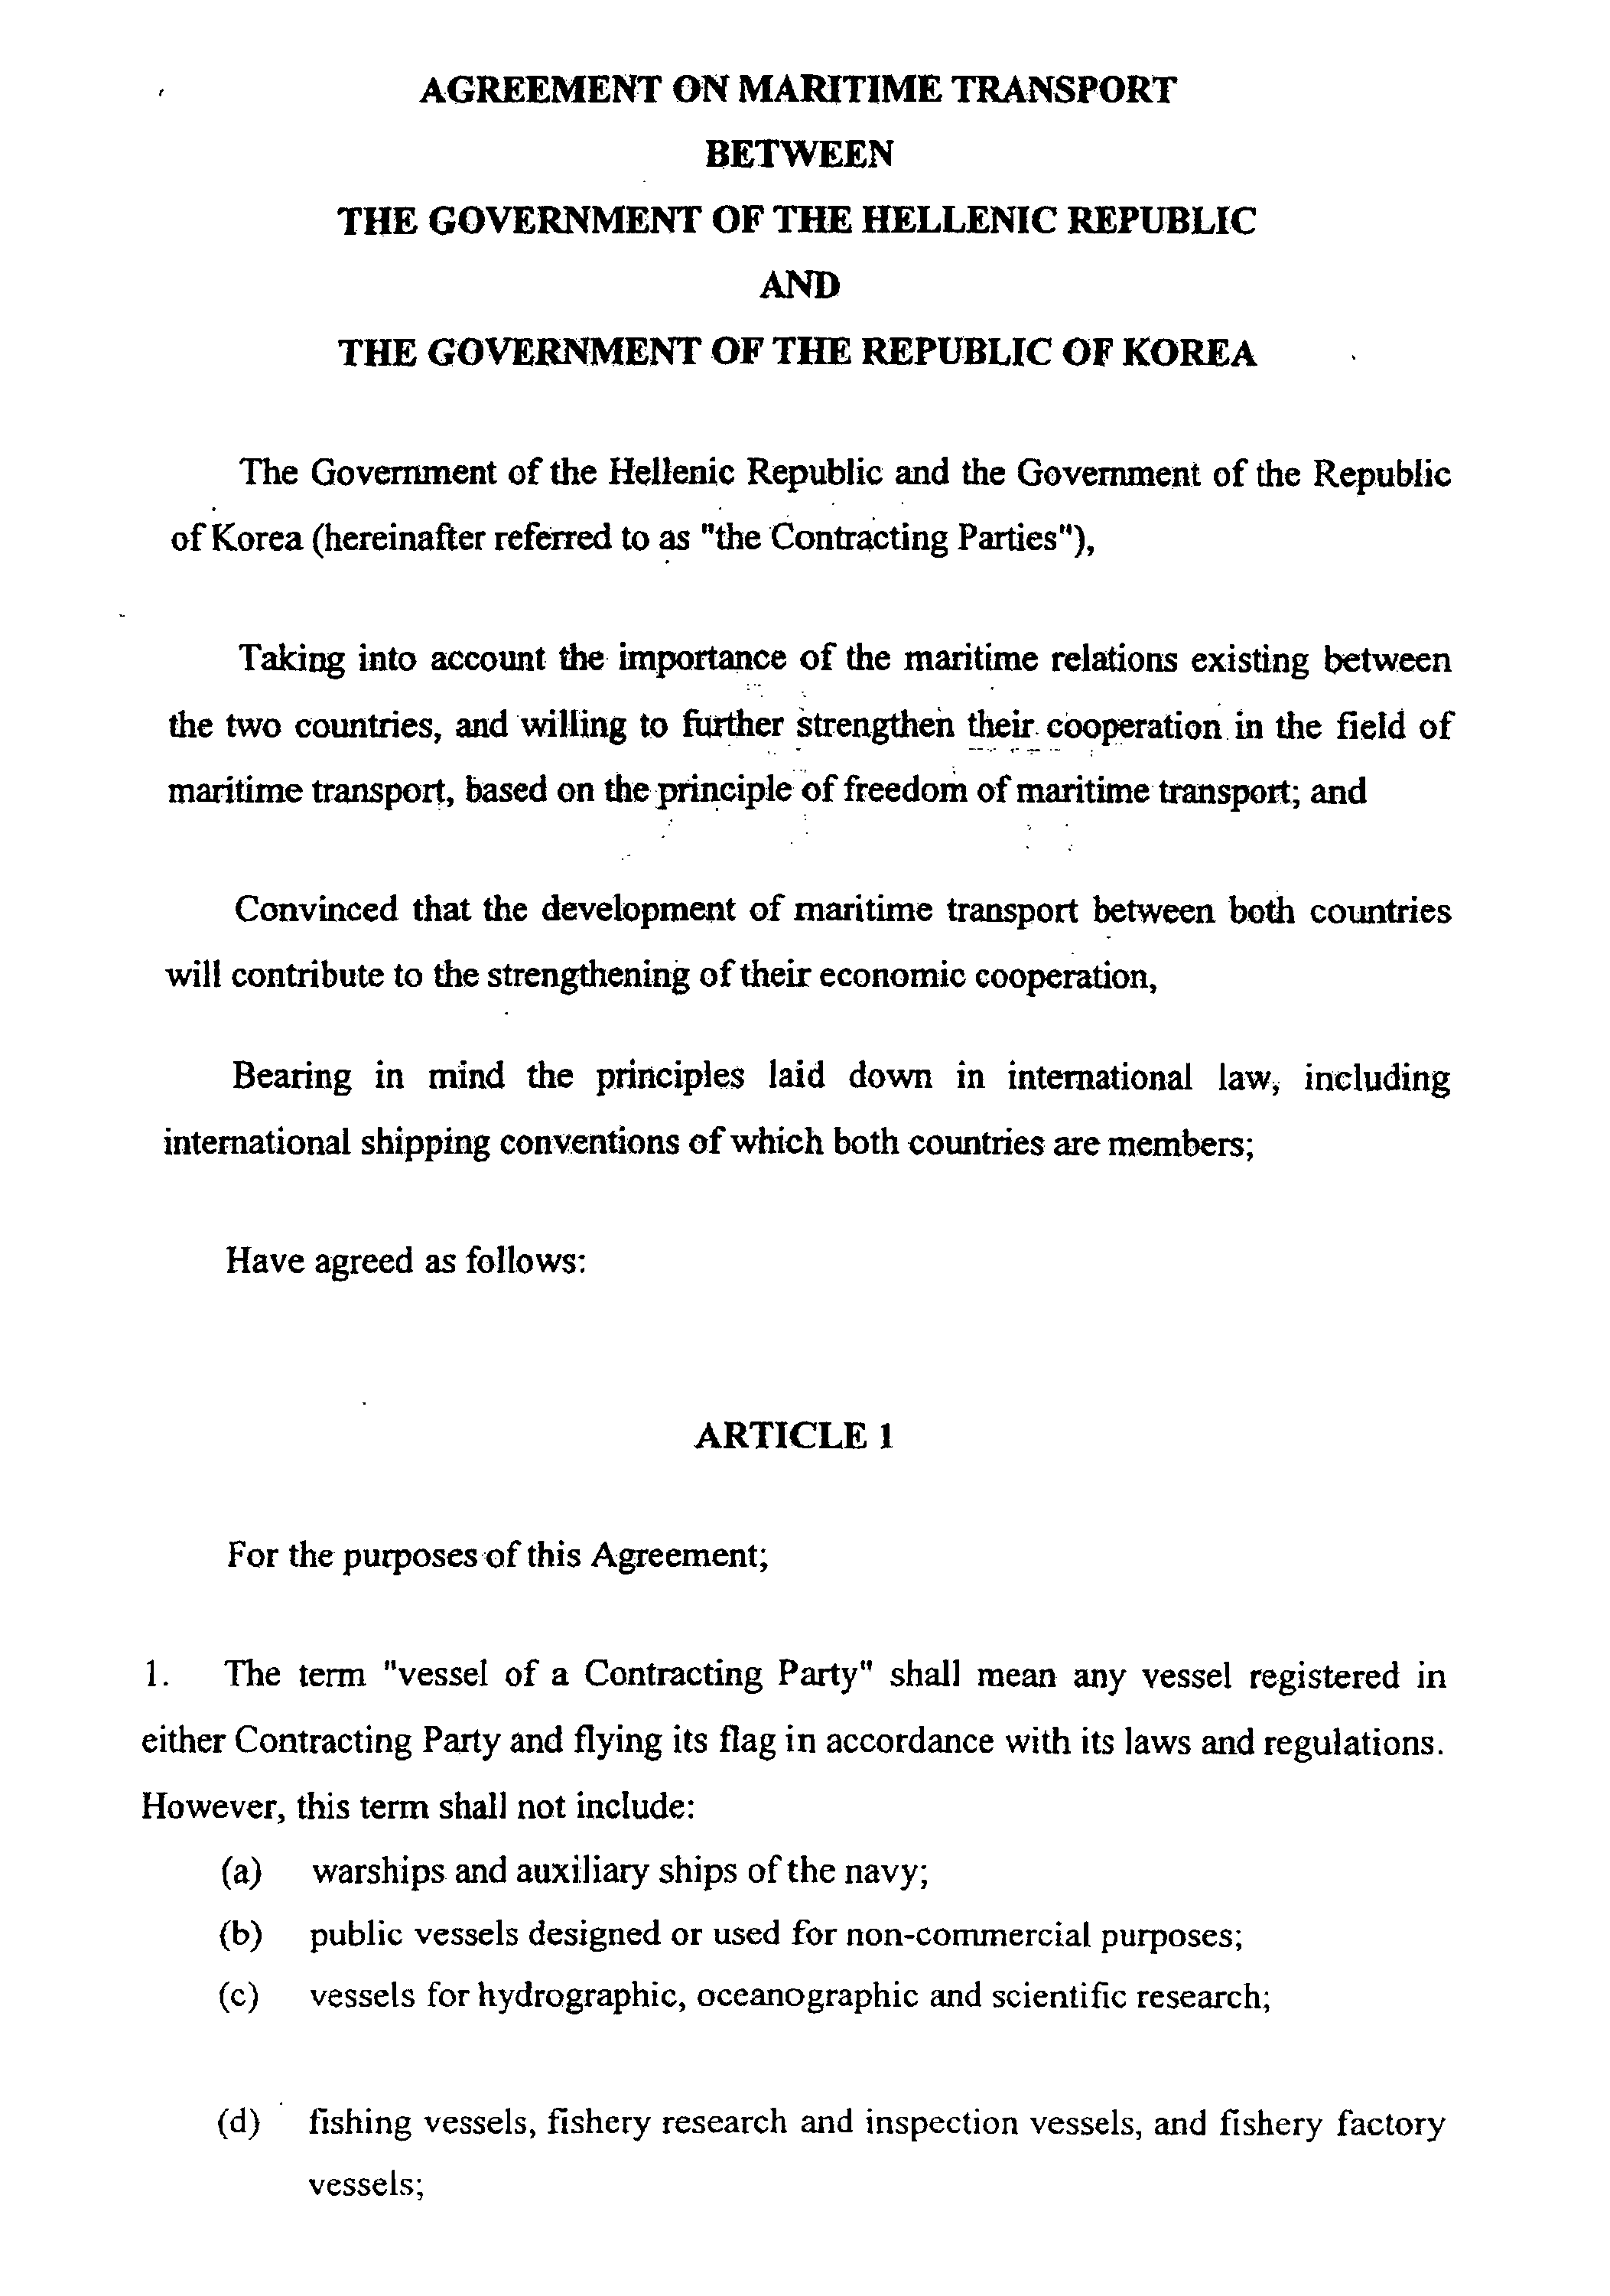 AGREEMENT ON MARITIME TRANSPORT
BETWEEN
THE GOVERNMENT OF THE HELLENIC REPUBLIC
AND
THE GOVERNMENT OF THE REPUBLIC OF KOREA
The Government of the Hellenic Republic and the Government of the Republic
of Korea (hereinafter referred to as "the Contracting Parties"),
Taking into account the importance of the maritime relations existing between
the two countries, and willing to further strengthen their cooperation in the field of
maritime transport, based on the principle of freedom of maritime transport; and
Convinced that the development of maritime transport between both countries
will contribute to the strengthening of their economic cooperation,
Bearing in mind the principles laid down in international law, including
international shipping conventions of which both countries are members;
Have agreed as follows:
ARTICLE 1
For the purposes of this Agreement;
1. The term "vessel of a Contracting Party" shall mean any vessel registered in
either Contracting Party and flying its flag in accordance with its laws and regulations.
However, this term shall not include:
(a) warships and auxiliary ships of the navy;
(b) public vessels designed or used for non-commercial purposes;
(c) vessels for hydrographic, oceanographic and scientific research;
(d) fishing vessels, fishery research and inspection vessels, and fishery factory
vessels;